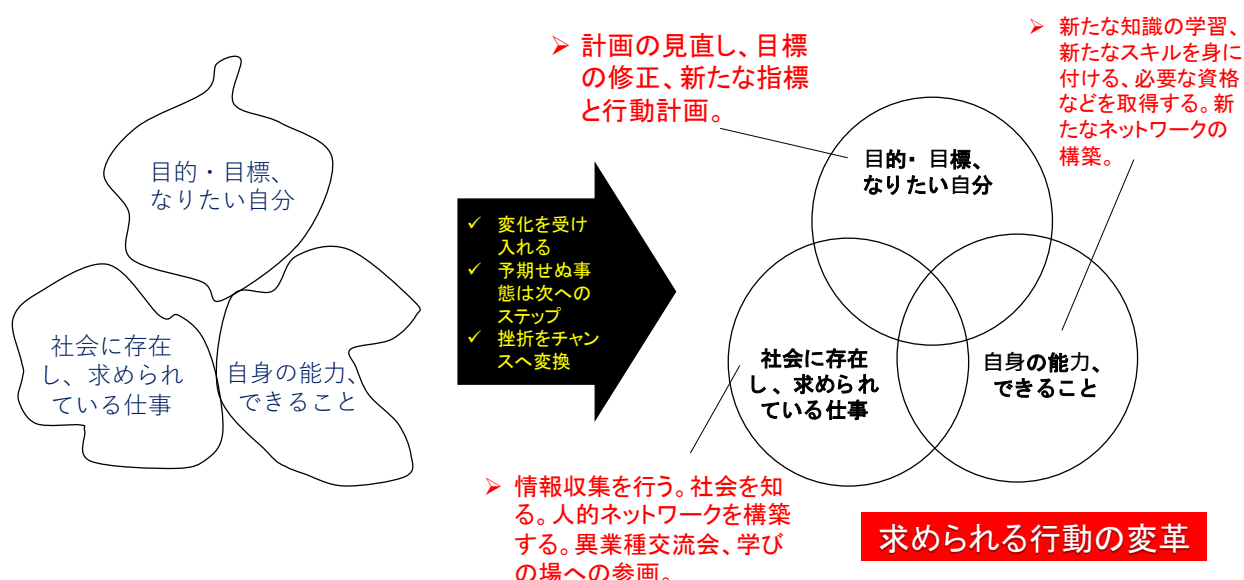 目的・目標、
なりたい自分
社会に存在
し、求められ
ている仕事
自身の能力、
できること
✓ 変化を受け
入れる
✓ 予期せぬ事
態は次への
ステップ
✓ 挫折をチャン
スへ変換
➢ 計画の見直し、目標
の修正、新たな指標
と行動計画。
➢ 新たな知識の学習、
新たなスキルを身に
付ける、必要な資格
などを取得する。新
たなネットワークの
構築。
目的・目標、
なりたい自分
社会に存在
し、求められ
ている仕事
自身の能力、
できること
➢ 情報収集を行う。社会を知
る。人的ネットワークを構築
する。異業種交流会、学び
の場への参画。
求められる行動の変革